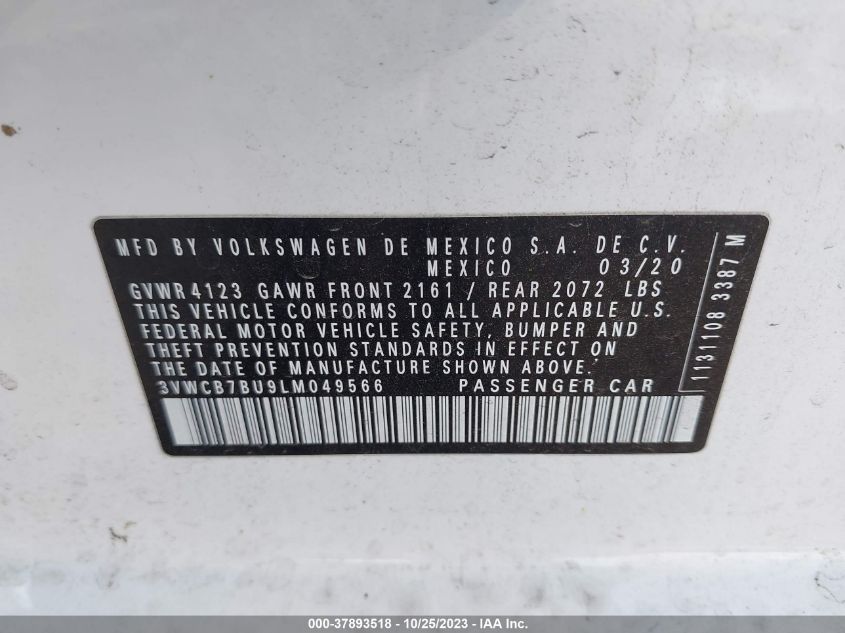 MFD BY VOLKSWAGEN DE MEXICO S.A. DE C.V.
MEXICO 03/20
GVWR 4123 GAWR FRONT 2161 / REAR 2072 LBS
THIS VEHICLE CONFORMS TO ALL APPLICABLE U.S.
FEDERAL MOTOR VEHICLE SAFETY, BUMPER AND
THEFT PREVENTION STANDARDS IN EFFECT ON
THE DATE OF MANUFACTURE SHOWN ABOVE.
3VWCB7BU9LM049566 PASSENGER CAR
1131108 3387 M
000-37893518 - 10/25/2023 - IAA Inc.